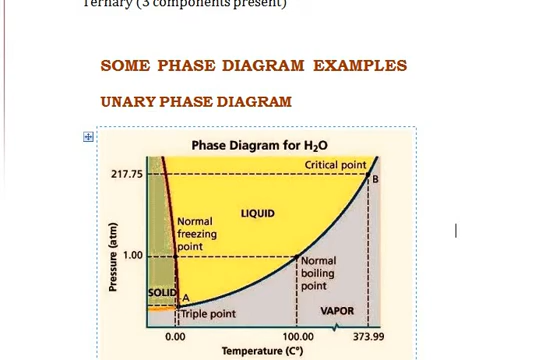 Ternary (3 components present)
SOME PHASE DIAGRAM EXAMPLES
UNARY PHASE DIAGRAM
Phase Diagram for H₂O
Critical point
217.75
B
LIQUID
Normal
freezing
point
Pressure (atm)
1.00
Normal
boiling
point
SOLID
A
Triple point
VAPOR
0.00
100.00
373.99
Temperature (C°)